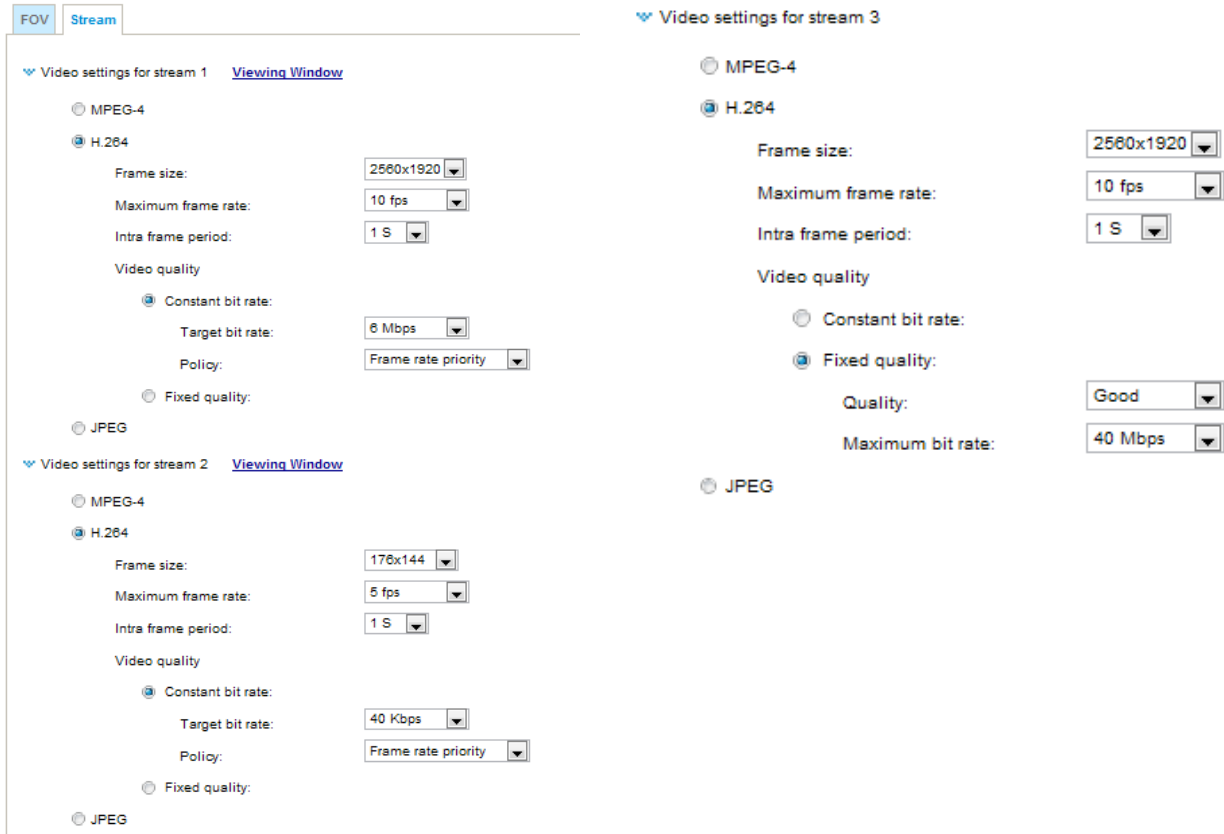 FOV Stream
Video settings for stream 1 Viewing Window
MPEG-4
H.264
Frame size: 2560x1920
Maximum frame rate: 10 fps
Intra frame period: 1 S
Video quality
Constant bit rate:
Target bit rate: 6 Mbps
Policy: Frame rate priority
Fixed quality:
JPEG
Video settings for stream 2 Viewing Window
MPEG-4
H.264
Frame size: 176x144
Maximum frame rate: 5 fps
Intra frame period: 1 S
Video quality
Constant bit rate:
Target bit rate: 40 Kbps
Policy: Frame rate priority
Fixed quality:
JPEG
Video settings for stream 3
MPEG-4
H.264
Frame size: 2560x1920
Maximum frame rate: 10 fps
Intra frame period: 1 S
Video quality
Constant bit rate:
Fixed quality:
Quality: Good
Maximum bit rate: 40 Mbps
JPEG